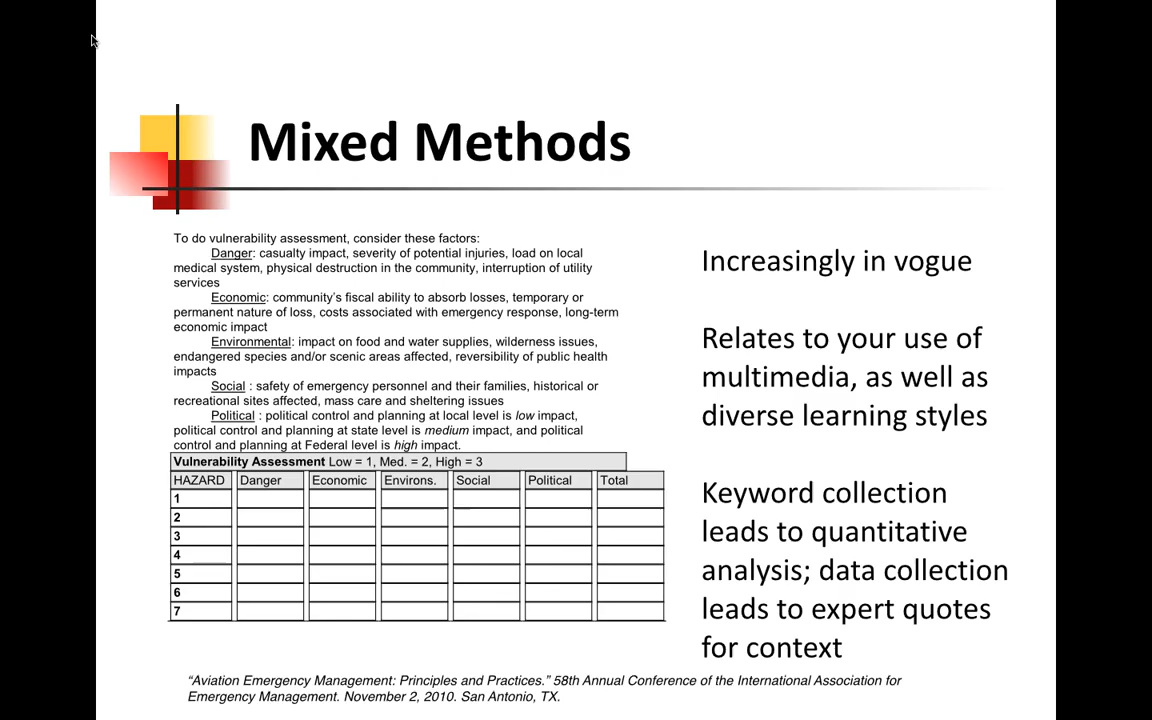 Mixed Methods
To do vulnerability assessment, consider these factors:
Danger: casualty impact, severity of potential injuries, load on local
medical system, physical destruction in the community, interruption of utility
services
Economic: community's fiscal ability to absorb losses, temporary or
permanent nature of loss, costs associated with emergency response, long-term
economic impact
Environmental: impact on food and water supplies, wilderness issues,
endangered species and/or scenic areas affected, reversibility of public health
impacts
Social : safety of emergency personnel and their families, historical or
recreational sites affected, mass care and sheltering issues
Political : political control and planning at local level is low impact,
political control and planning at state level is medium impact, and political
control and planning at Federal level is high impact.
Vulnerability Assessment Low = 1, Med. = 2, High = 3
HAZARD Danger Economic Environs. Social Political Total
1
2
3
4
5
6
7
Increasingly in vogue
Relates to your use of
multimedia, as well as
diverse learning styles
Keyword collection
leads to quantitative
analysis; data collection
leads to expert quotes
for context
“Aviation Emergency Management: Principles and Practices.” 58th Annual Conference of the International Association for
Emergency Management. November 2, 2010. San Antonio, TX.